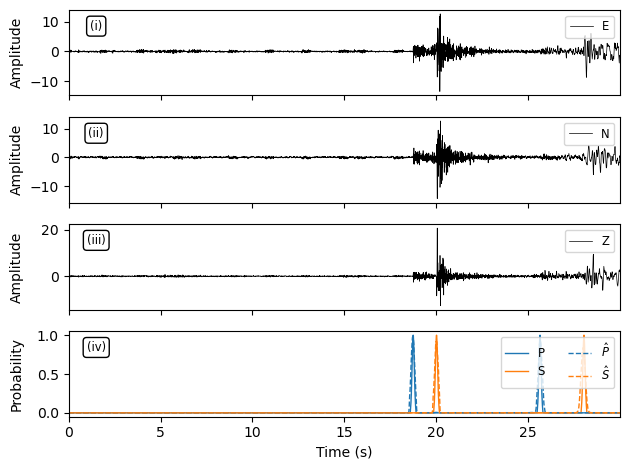 Amplitude
10
0
−10
(i)
E
Amplitude
10
0
−10
(ii)
N
Amplitude
20
0
(iii)
Z
Probability
1.0
0.5
0.0
(iv)
P
S
P̂
Ŝ
0 5 10 15 20 25
Time (s)